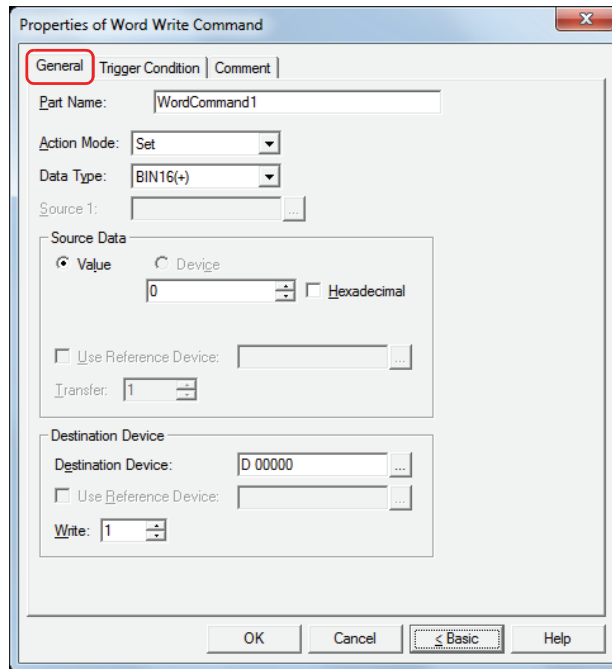 Properties of Word Write Command
General Trigger Condition Comment
Part Name: WordCommand1
Action Mode: Set
Data Type: BIN16(+)
Source 1: ...
Source Data
Value Device
0 Hexadecimal
Use Reference Device: ...
Transfer: 1
Destination Device
Destination Device: D 00000 ...
Use Reference Device: ...
Write: 1
OK Cancel < Basic Help